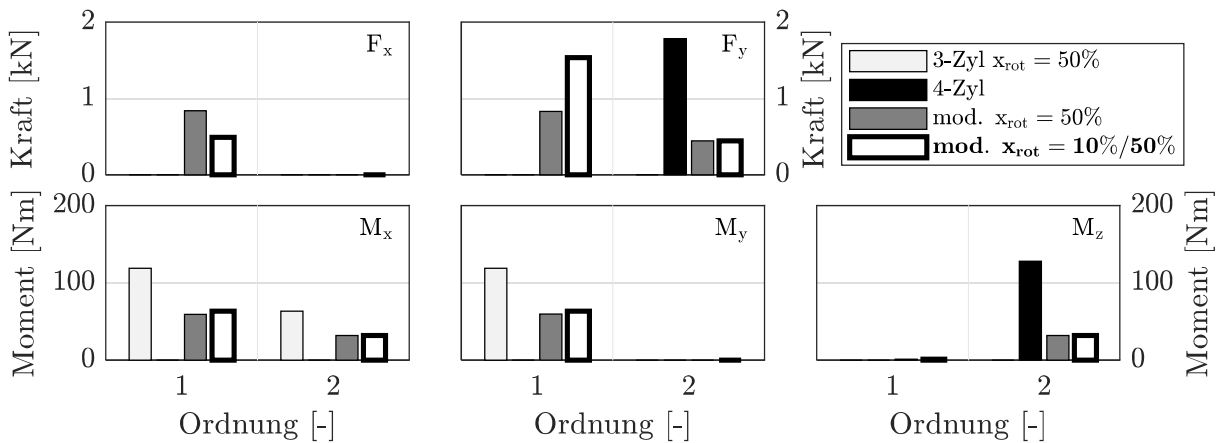 Kraft [kN]
2
1
0
F_x
F_y
2
1
0
Kraft [kN]
3-Zyl x_rot = 50%
4-Zyl
mod. x_rot = 50%
mod. x_rot = 10%/50%
Moment [Nm]
200
100
0
M_x
1
2
Ordnung [-]
M_y
1
2
Ordnung [-]
M_z
1
2
Ordnung [-]
200
100
0
Moment [Nm]